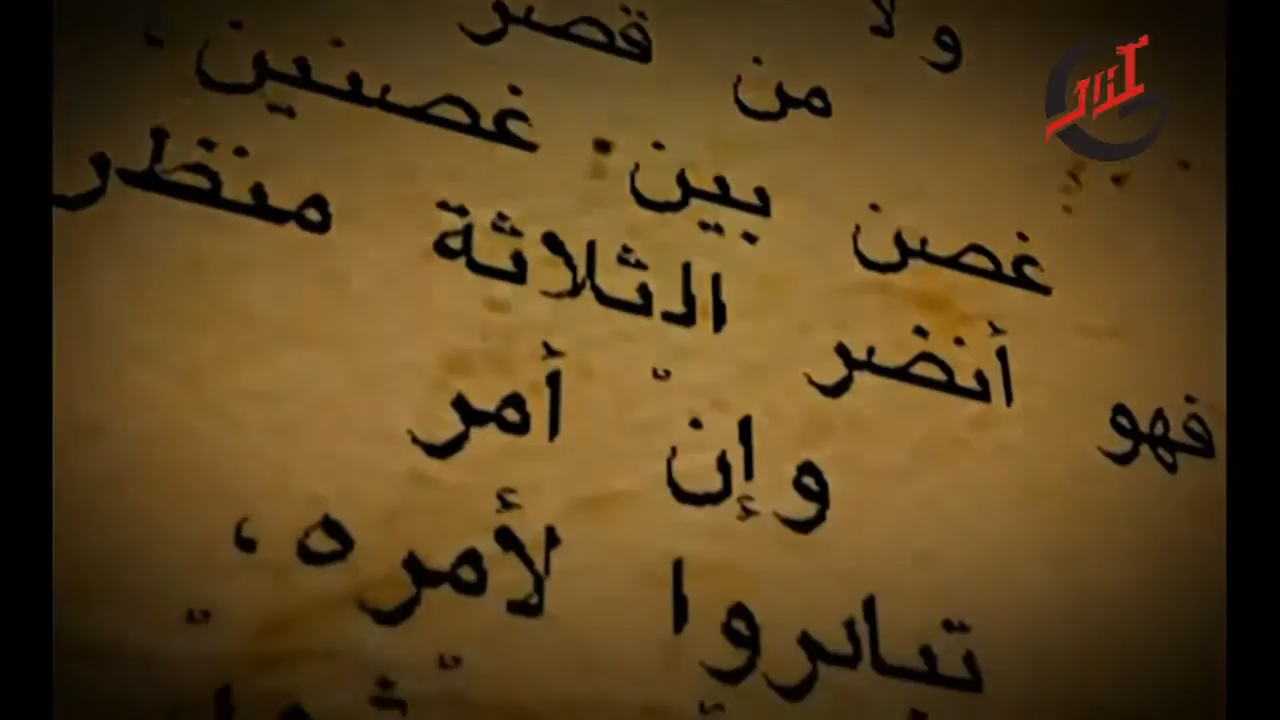 ولا
من قصر
غصن بين غصنين،
فهو أنضر الثلاثة منظر
وإنّ أمر
تبادروا لأمره،